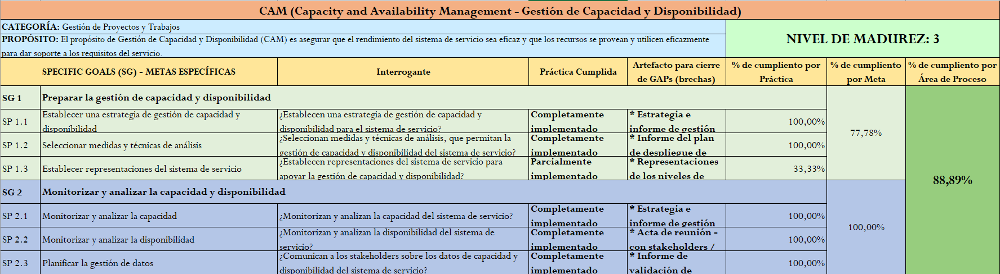 CAM (Capacity and Availability Management - Gestión de Capacidad y Disponibilidad)
CATEGORÍA: Gestión de Proyectos y Trabajos
PROPÓSITO: El propósito de Gestión de Capacidad y Disponibilidad (CAM) es asegurar que el rendimiento del sistema de servicio sea eficaz y que los recursos se provean y utilicen eficazmente
para dar soporte a los requisitos del servicio.
NIVEL DE MADUREZ: 3
SPECIFIC GOALS (SG) - METAS ESPECÍFICAS
Interrogante
Práctica Cumplida
Artefacto para cierre
de GAPs (brechas)
% de cumpliento por
Práctica
% de cumpliento
por Meta
% de cumpliento por
Área de Proceso
SG 1
Preparar la gestión de capacidad y disponibilidad
SP 1.1
Establecer una estrategia de gestión de capacidad y
disponibilidad
¿Establecen una estrategia de gestión de capacidad y
disponibilidad para el sistema de servicio?
Completamente
implementado
* Estrategia e
informe de gestión
100,00%
SP 1.2
Seleccionar medidas y técnicas de análisis
¿Seleccionan medidas y técnicas de análisis, que permitan la
gestión de capacidad y disponibilidad del sistema de servicio?
Completamente
implementado
* Informe del plan
de despliegue de
100,00%
SP 1.3
Establecer representaciones del sistema de servicio
¿Establecen representaciones del sistema de servicio para
apoyar la gestión de capacidad y disponibilidad?
Parcialmente
implementado
* Representaciones
de los niveles de
33,33%
77,78%
88,89%
SG 2
Monitorizar y analizar la capacidad y disponibilidad
SP 2.1
Monitorizar y analizar la capacidad
¿Monitorizan y analizan la capacidad del sistema de servicio?
Completamente
implementado
* Estrategia e
informe de gestión
100,00%
SP 2.2
Monitorizar y analizar la disponibilidad
¿Monitorizan y analizan la disponibilidad del sistema de
servicio?
Completamente
implementado
* Acta de reunión -
con stakeholders /
100,00%
SP 2.3
Planificar la gestión de datos
¿Comunican a los stakeholders sobre los datos de capacidad y
disponibilidad del sistema de servicio?
Completamente
implementado
* Informe de
validación de
100,00%
100,00%